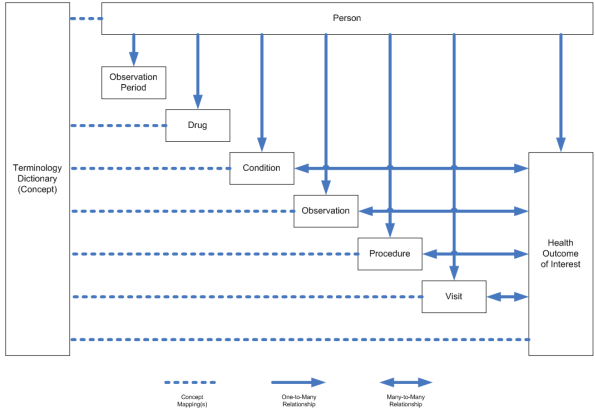 Person
Observation
Period
Drug
Terminology
Dictionary
(Concept)
Condition
Observation
Health
Outcome
of Interest
Procedure
Visit
Concept
Mapping(s)
One-to-Many
Relationship
Many-to-Many
Relationship